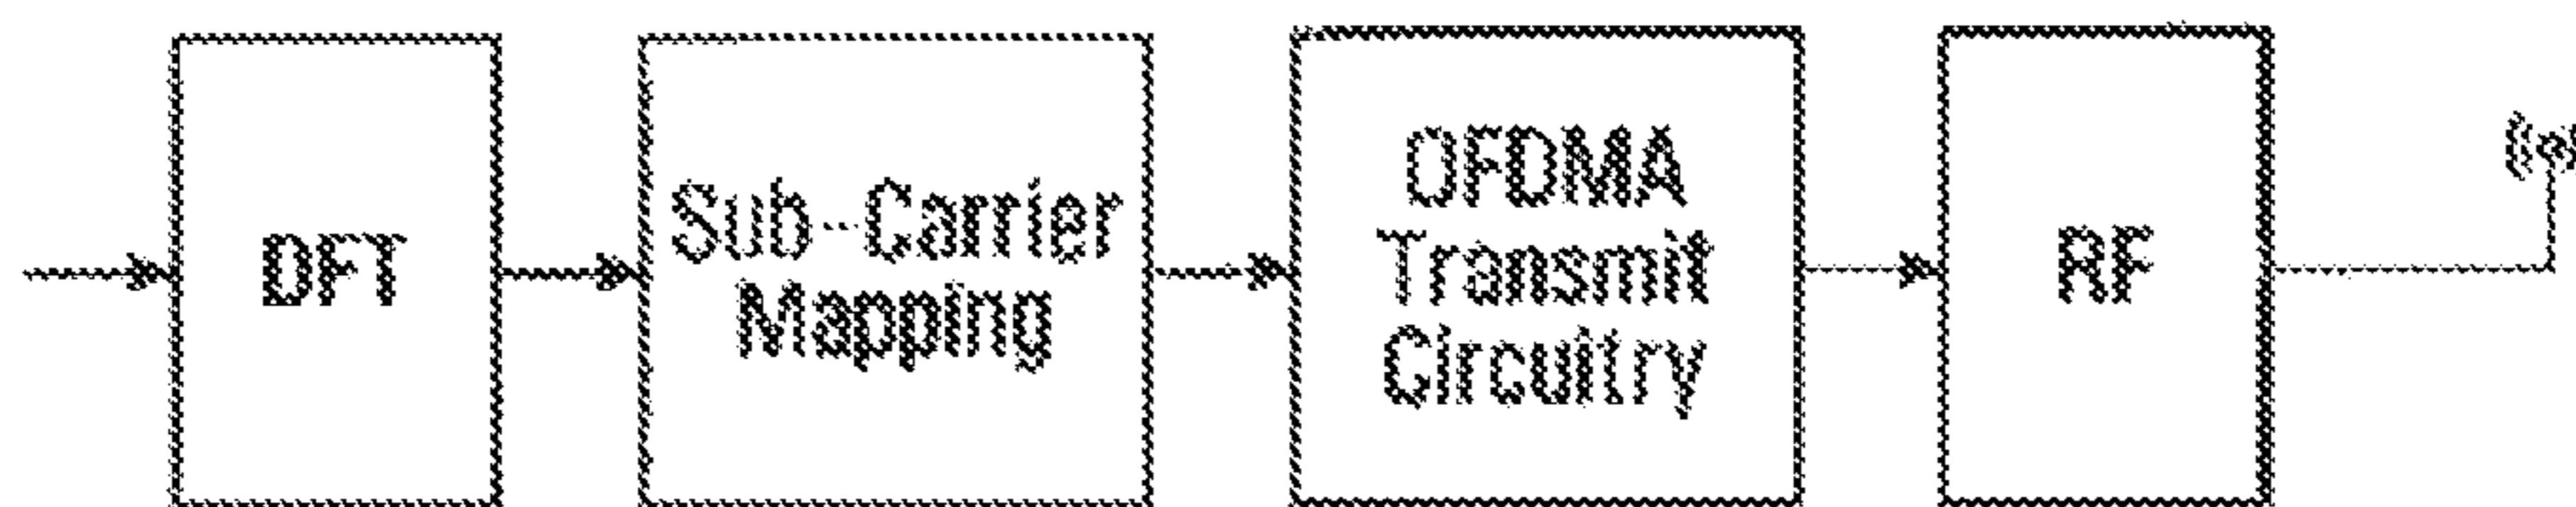 DFT
Sub-Carrier
Mapping
OFDMA
Transmit
Circuitry
RF